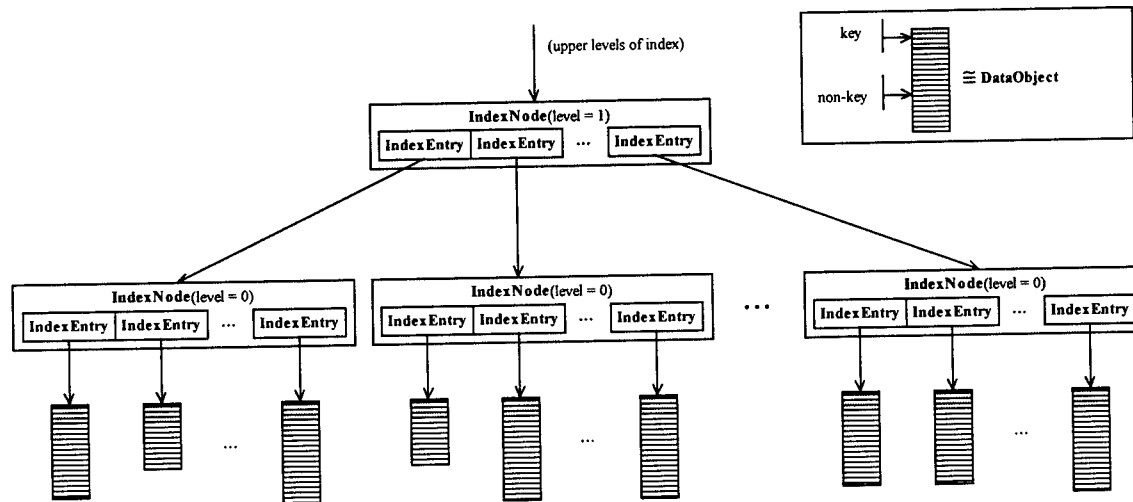 (upper levels of index)
key
non-key
≅ DataObject
IndexNode(level = 1)
IndexEntry IndexEntry ... IndexEntry
IndexNode(level = 0)
IndexEntry IndexEntry ... IndexEntry
IndexNode(level = 0)
IndexEntry IndexEntry ... IndexEntry
...
IndexNode(level = 0)
IndexEntry IndexEntry ... IndexEntry
...
...
...